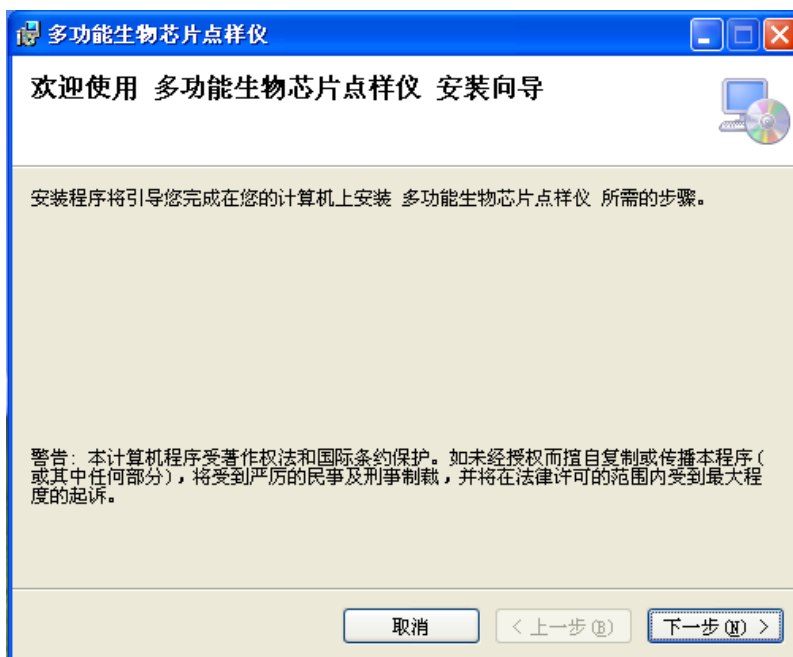 多功能生物芯片点样仪
欢迎使用 多功能生物芯片点样仪 安装向导
安装程序将引导您完成在您的计算机上安装 多功能生物芯片点样仪 所需的步骤。
警告: 本计算机程序受著作权法和国际条约保护。如未经授权而擅自复制或传播本程序(
或其中任何部分), 将受到严厉的民事及刑事制裁, 并将在法律许可的范围内受到最大程
度的起诉。
取消
< 上一步(B)
下一步(N) >